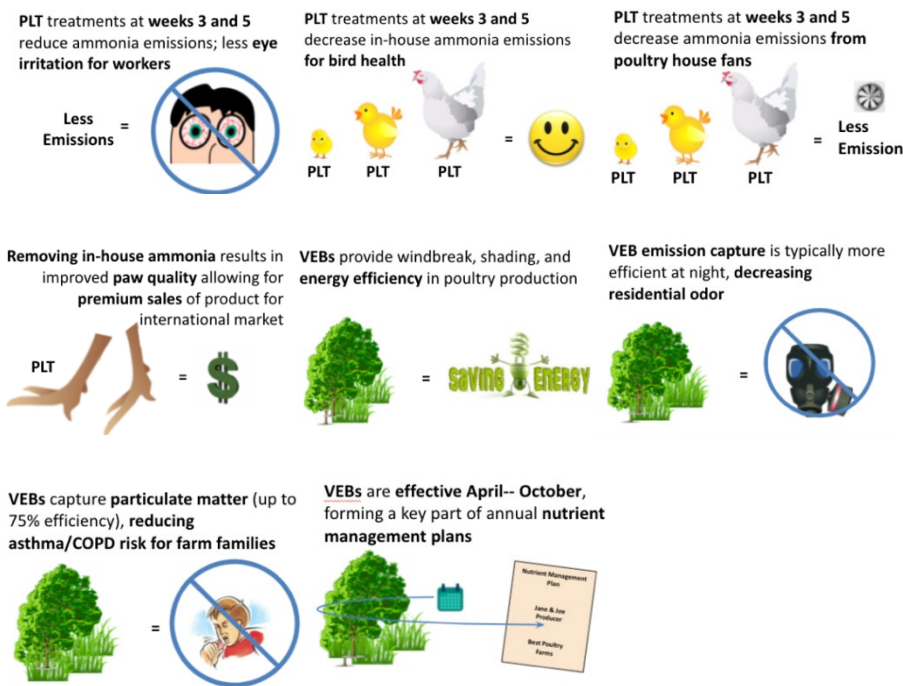 PLT treatments at weeks 3 and 5
reduce ammonia emissions; less eye
irritation for workers
Less
Emissions
=
PLT treatments at weeks 3 and 5
decrease in-house ammonia emissions
for bird health
PLT
PLT
PLT
=
PLT treatments at weeks 3 and 5
decrease ammonia emissions from
poultry house fans
PLT
PLT
PLT
=
Less
Emission
Removing in-house ammonia results in
improved paw quality allowing for
premium sales of product for
international market
PLT
=
$
VEBs provide windbreak, shading, and
energy efficiency in poultry production
=
SAVING ENERGY
VEB emission capture is typically more
efficient at night, decreasing
residential odor
=
VEBs capture particulate matter (up to
75% efficiency), reducing
asthma/COPD risk for farm families
=
VEBs are effective April-- October,
forming a key part of annual nutrient
management plans
Nutrient Management
Plan
Jane & Joe
Producer
Best Poultry
Farms